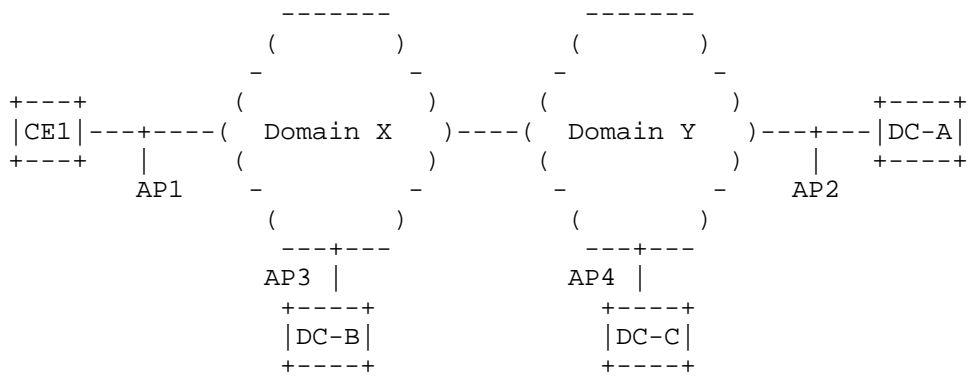 -------                -------
                    (       )              (       )
                   -         -            -         -
  +---+           (           )          (           )        +----+
  |CE1|---+----( Domain X )----( Domain Y )---+---|DC-A|
  +---+    |      (           )          (           )    |   +----+
          AP1      -         -            -         -    AP2
                    (       )              (       )
                     ---+---                ---+---
                    AP3 |                  AP4 |
                     +----+                 +----+
                     |DC-B|                 |DC-C|
                     +----+                 +----+